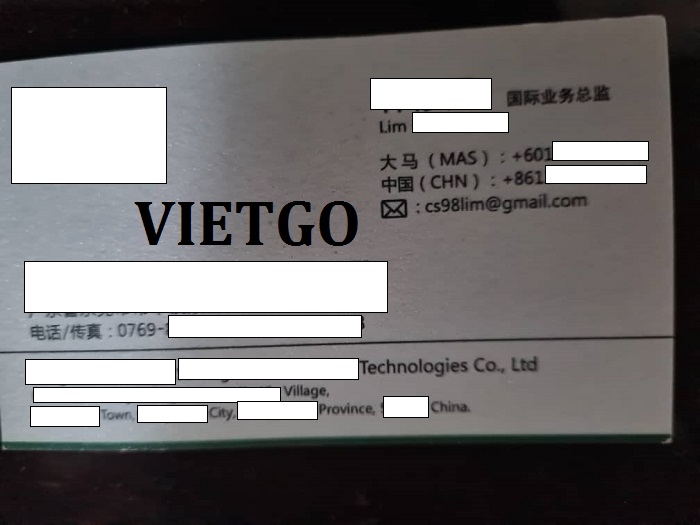 国际业务总监
Lim
大马（MAS）：+601
中国（CHN）：+861
: cs98lim@gmail.com
VIETGO
电话/传真：0769-
Technologies Co., Ltd
Village,
Town, City, Province, China.